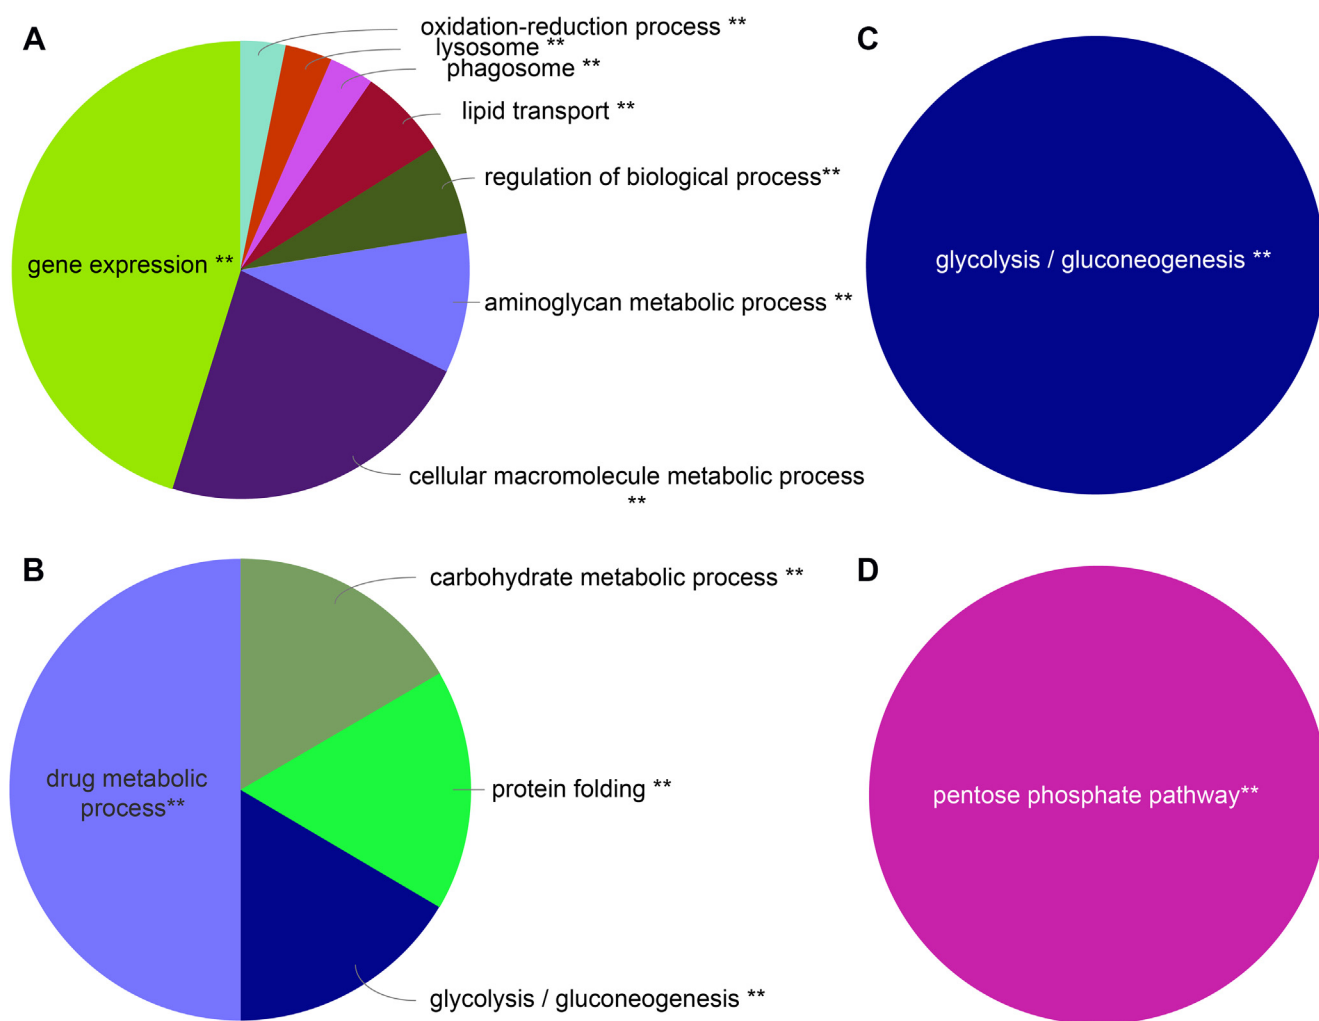 A
oxidation-reduction process **
lysosome **
phagosome **
lipid transport **
regulation of biological process**
gene expression **
aminoglycan metabolic process **
cellular macromolecule metabolic process
**
C
glycolysis / gluconeogenesis **
B
carbohydrate metabolic process **
drug metabolic
process**
protein folding **
glycolysis / gluconeogenesis **
D
pentose phosphate pathway**